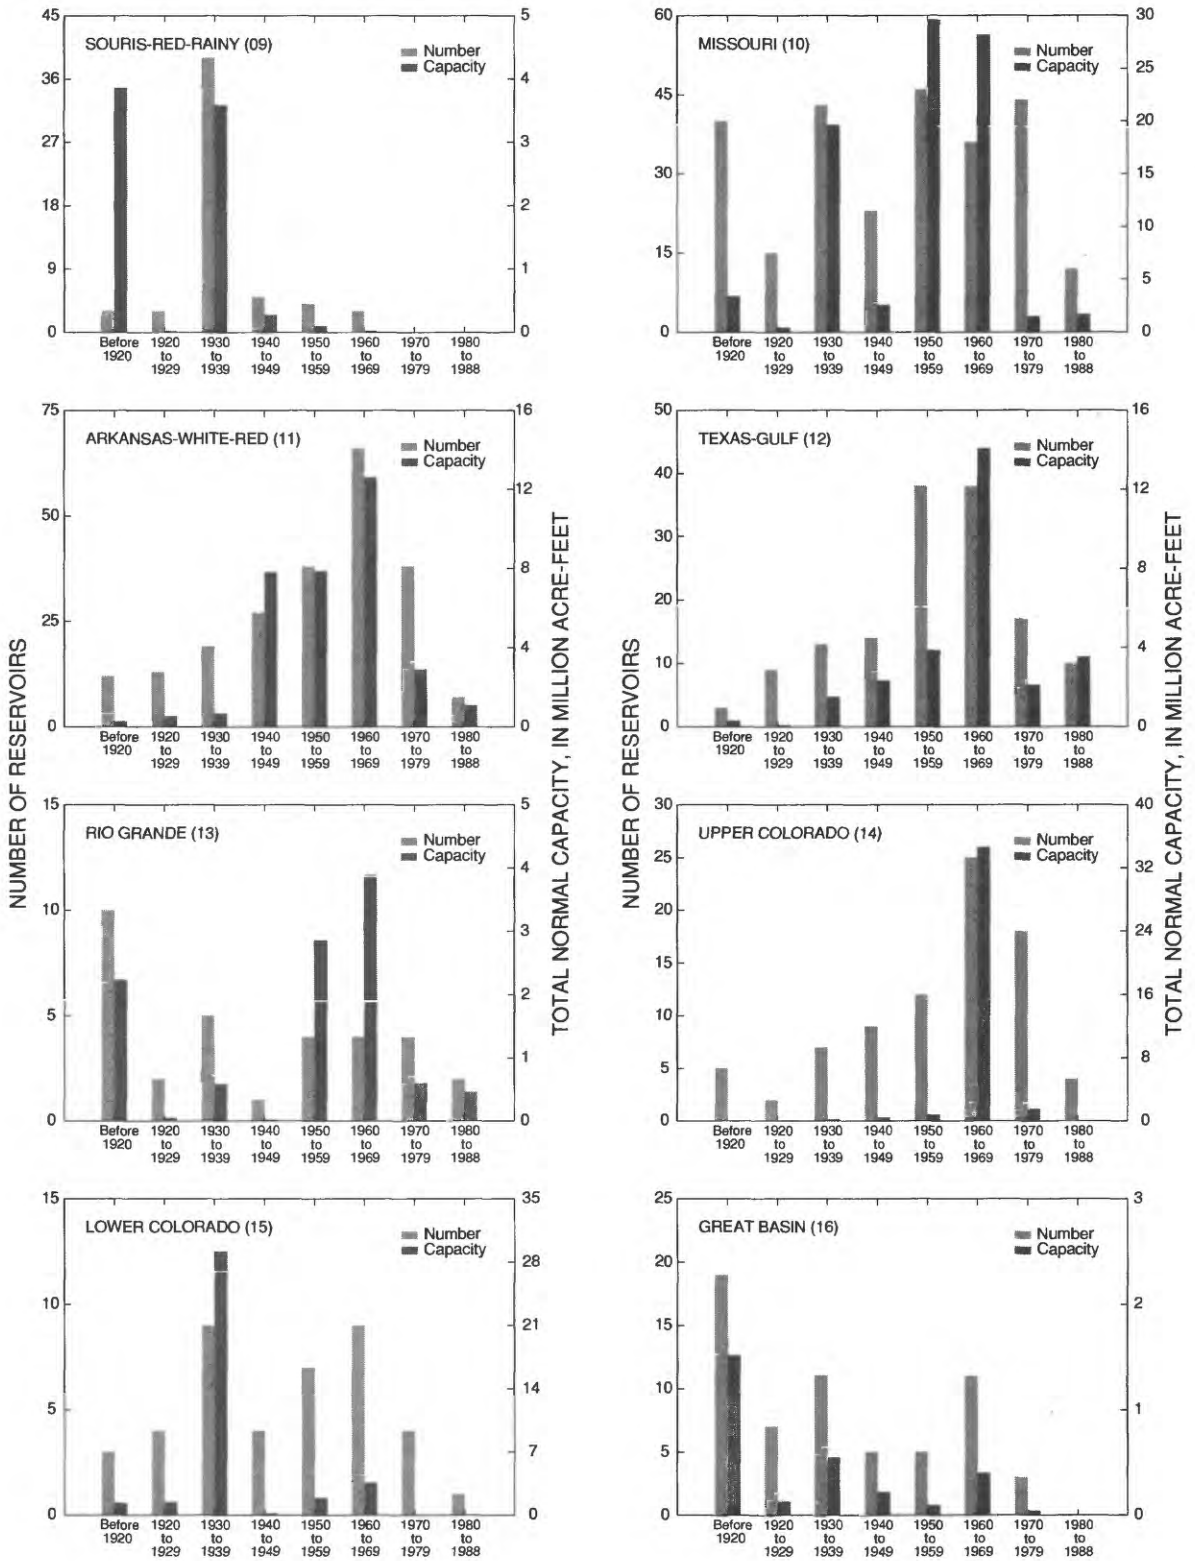 SOURIS-RED-RAINY (09)
Number
Capacity
45
36
27
18
9
0
5
4
3
2
1
0
Before 1920
1920 to 1929
1930 to 1939
1940 to 1949
1950 to 1959
1960 to 1969
1970 to 1979
1980 to 1988
MISSOURI (10)
Number
Capacity
60
45
30
15
0
30
25
20
15
10
5
0
Before 1920
1920 to 1929
1930 to 1939
1940 to 1949
1950 to 1959
1960 to 1969
1970 to 1979
1980 to 1988
ARKANSAS-WHITE-RED (11)
Number
Capacity
75
50
25
0
16
12
8
4
0
Before 1920
1920 to 1929
1930 to 1939
1940 to 1949
1950 to 1959
1960 to 1969
1970 to 1979
1980 to 1988
TEXAS-GULF (12)
Number
Capacity
50
40
30
20
10
0
16
12
8
4
0
Before 1920
1920 to 1929
1930 to 1939
1940 to 1949
1950 to 1959
1960 to 1969
1970 to 1979
1980 to 1988
NUMBER OF RESERVOIRS
TOTAL NORMAL CAPACITY, IN MILLION ACRE-FEET
NUMBER OF RESERVOIRS
TOTAL NORMAL CAPACITY, IN MILLION ACRE-FEET
RIO GRANDE (13)
Number
Capacity
15
10
5
0
5
4
3
2
1
0
Before 1920
1920 to 1929
1930 to 1939
1940 to 1949
1950 to 1959
1960 to 1969
1970 to 1979
1980 to 1988
UPPER COLORADO (14)
Number
Capacity
30
25
20
15
10
5
0
40
32
24
16
8
0
Before 1920
1920 to 1929
1930 to 1939
1940 to 1949
1950 to 1959
1960 to 1969
1970 to 1979
1980 to 1988
LOWER COLORADO (15)
Number
Capacity
15
10
5
0
35
28
21
14
7
0
Before 1920
1920 to 1929
1930 to 1939
1940 to 1949
1950 to 1959
1960 to 1969
1970 to 1979
1980 to 1988
GREAT BASIN (16)
Number
Capacity
25
20
15
10
5
0
3
2
1
0
Before 1920
1920 to 1929
1930 to 1939
1940 to 1949
1950 to 1959
1960 to 1969
1970 to 1979
1980 to 1988